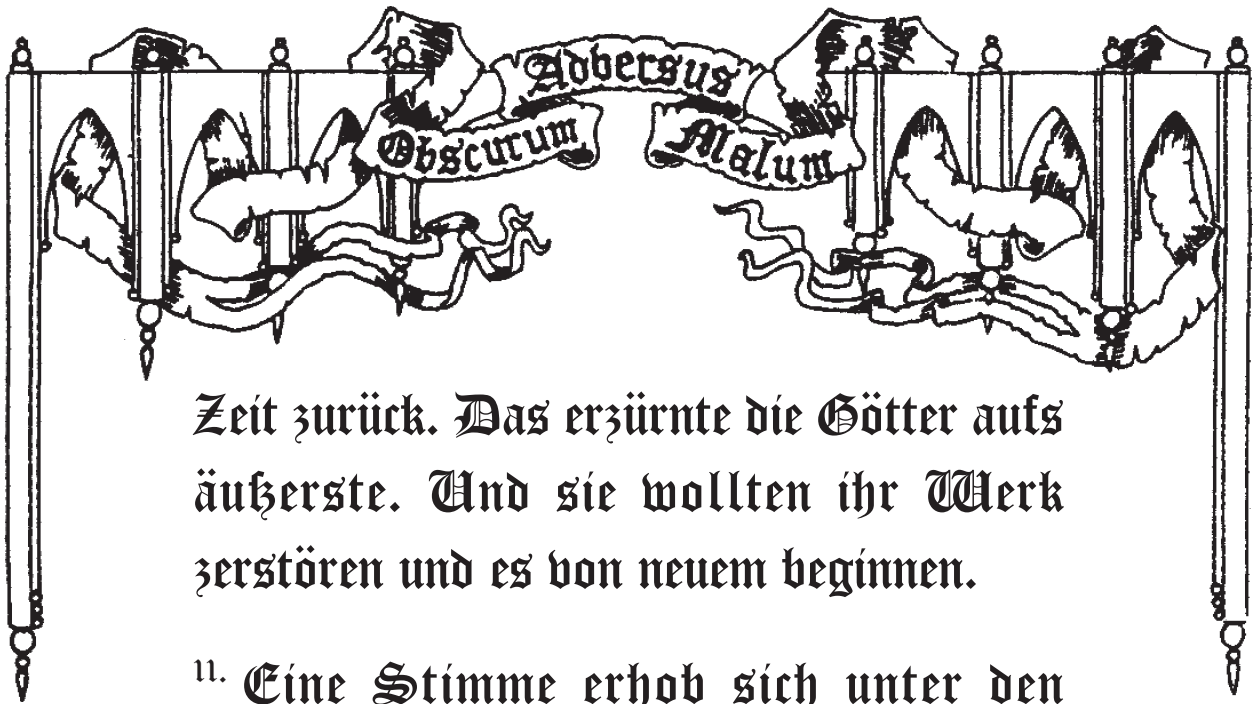 Adversus
Obscurum Malum
Zeit zurück. Das erzürnte die Götter aufs
äußerste. Und sie wollten ihr Werk
zerstören und es von neuem beginnen.
11. Eine Stimme erhob sich unter den